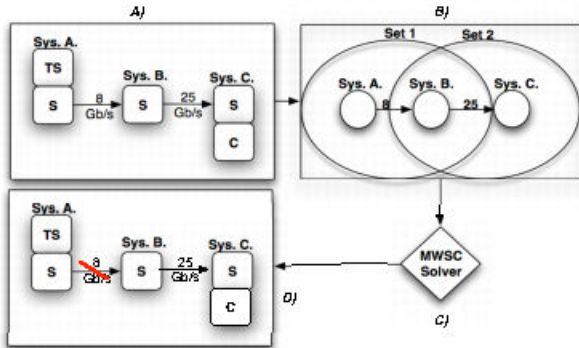 A)
Sys. A.
TS
S
8
Gb/s
Sys. B.
S
25
Gb/s
Sys. C.
S
C
B)
Set 1
Set 2
Sys. A.
Sys. B.
Sys. C.
8
25
MWSC
Solver
C)
Sys. A.
TS
S
8
Gb/s
Sys. B.
S
25
Gb/s
Sys. C.
S
C
D)